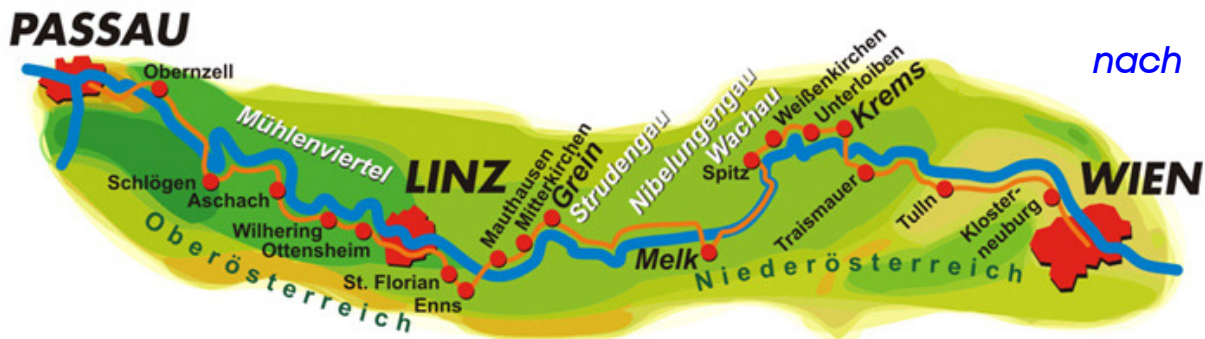 PASSAU
nach
Obernzell
Mühlenviertel
Schlögen
Aschach
Wilhering
Ottensheim
LINZ
St. Florian
Enns
Oberösterreich
Mauthausen
Mitterkirchen
Grein
Strudengau
Nibelungengau
Wachau
Melk
Spitz
Weißenkirchen
Unterloiben
Krems
Traismauer
Tulln
Kloster-
neuburg
Niederösterreich
WIEN